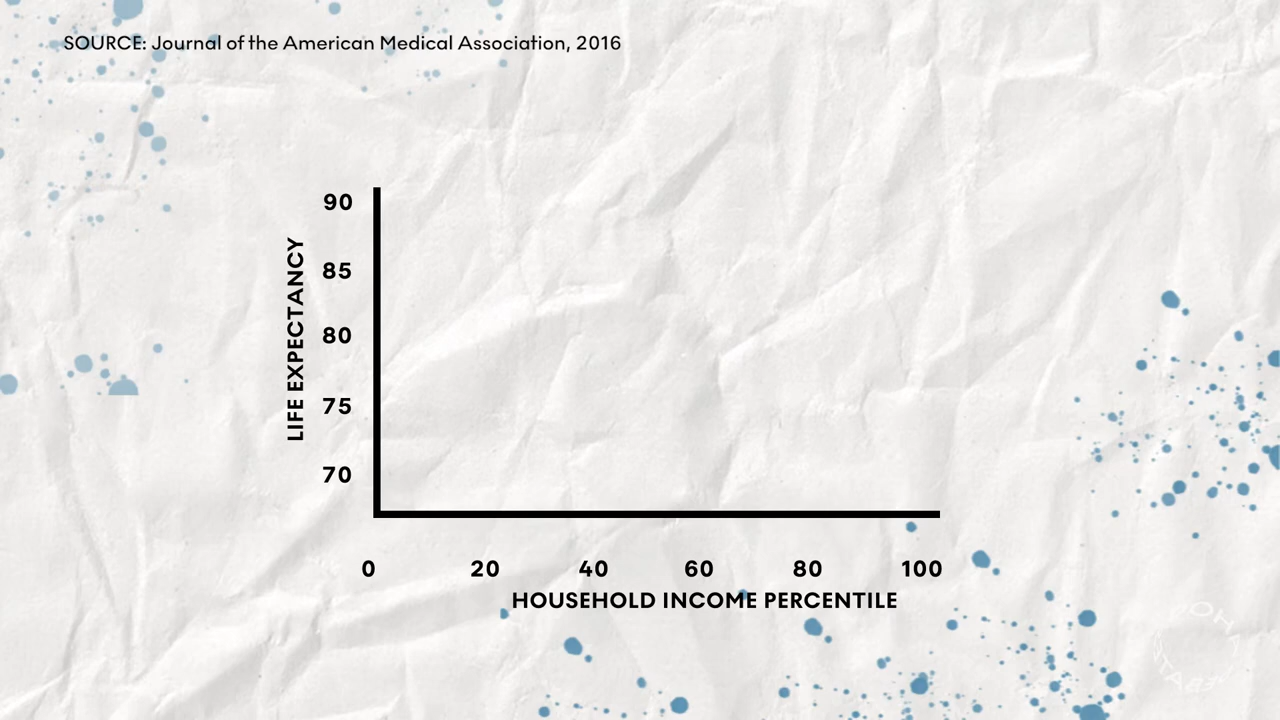 SOURCE: Journal of the American Medical Association, 2016
90
85
80
75
70
LIFE EXPECTANCY
0 20 40 60 80 100
HOUSEHOLD INCOME PERCENTILE